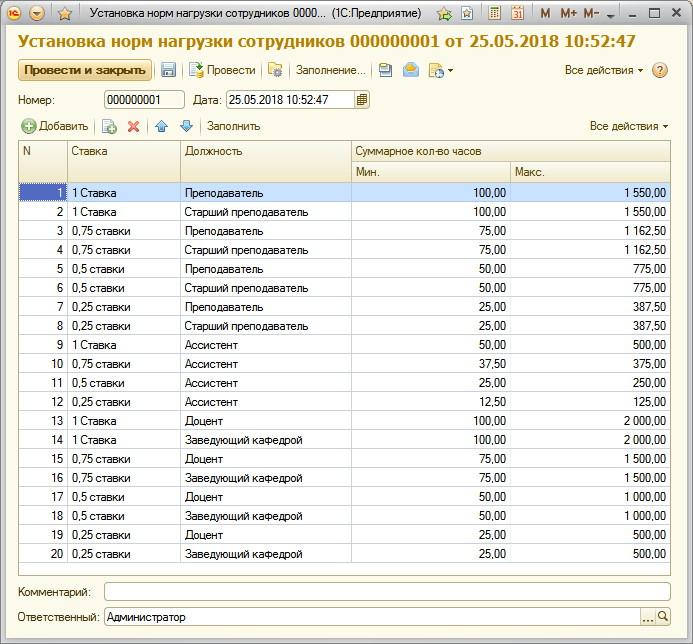 Установка норм нагрузки сотрудников 0000... (1С:Предприятие) M M+ M-
Установка норм нагрузки сотрудников 000000001 от 25.05.2018 10:52:47
Провести и закрыть Провести Заполнение... Все действия
Номер: 000000001 Дата: 25.05.2018 10:52:47
Добавить Заполнить Все действия
N Ставка Должность Суммарное кол-во часов
Мин. Макс.
1 1 Ставка Преподаватель 100,00 1 550,00
2 1 Ставка Старший преподаватель 100,00 1 550,00
3 0,75 ставки Преподаватель 75,00 1 162,50
4 0,75 ставки Старший преподаватель 75,00 1 162,50
5 0,5 ставки Преподаватель 50,00 775,00
6 0,5 ставки Старший преподаватель 50,00 775,00
7 0,25 ставки Преподаватель 25,00 387,50
8 0,25 ставки Старший преподаватель 25,00 387,50
9 1 Ставка Ассистент 50,00 500,00
10 0,75 ставки Ассистент 37,50 375,00
11 0,5 ставки Ассистент 25,00 250,00
12 0,25 ставки Ассистент 12,50 125,00
13 1 Ставка Доцент 100,00 2 000,00
14 1 Ставка Заведующий кафедрой 100,00 2 000,00
15 0,75 ставки Доцент 75,00 1 500,00
16 0,75 ставки Заведующий кафедрой 75,00 1 500,00
17 0,5 ставки Доцент 50,00 1 000,00
18 0,5 ставки Заведующий кафедрой 50,00 1 000,00
19 0,25 ставки Доцент 25,00 500,00
20 0,25 ставки Заведующий кафедрой 25,00 500,00
Комментарий:
Ответственный: Администратор ...